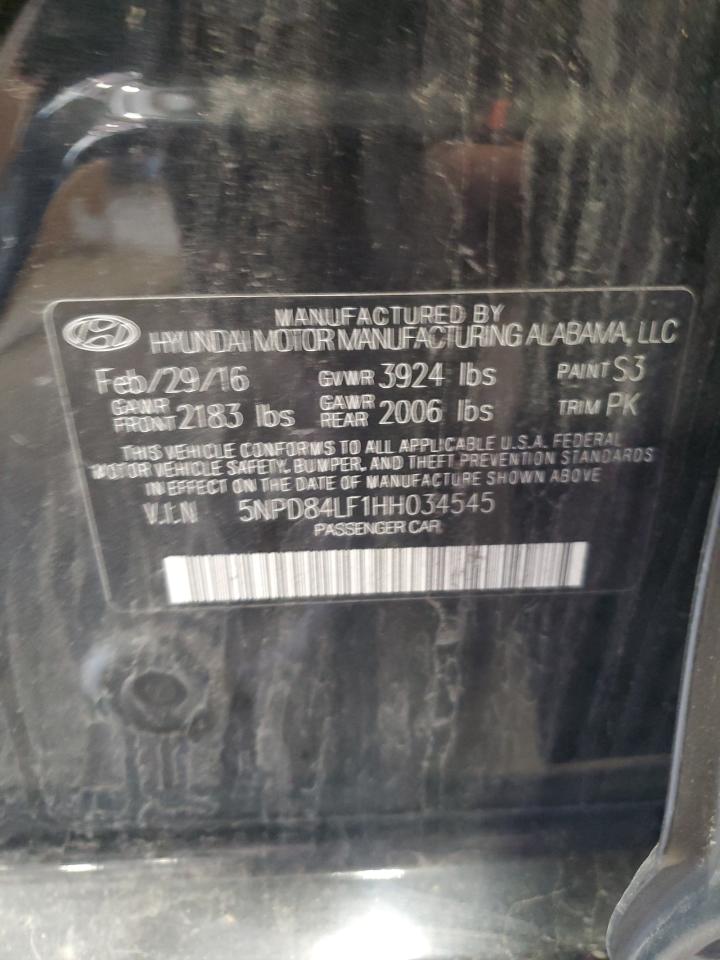 MANUFACTURED BY
HYUNDAI MOTOR MANUFACTURING ALABAMA, LLC
Feb/29/16 GVWR 3924 lbs PAINT S3
GAWR FRONT 2183 lbs GAWR REAR 2006 lbs TRIM PK
THIS VEHICLE CONFORMS TO ALL APPLICABLE U.S.A. FEDERAL
MOTOR VEHICLE SAFETY, BUMPER, AND THEFT PREVENTION STANDARDS
IN EFFECT ON THE DATE OF MANUFACTURE SHOWN ABOVE
V.I.N 5NPD84LF1HH034545
PASSENGER CAR